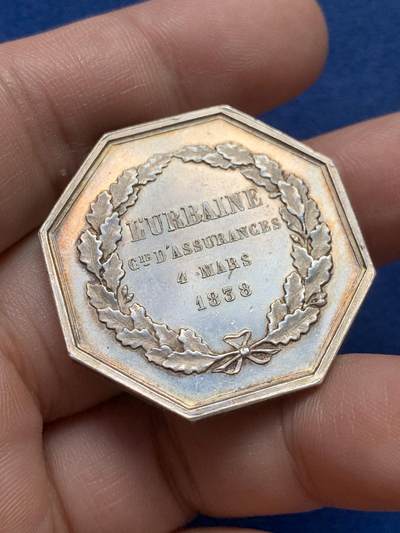 L'URBAINE
CIE D'ASSURANCES
4 MARS
1838